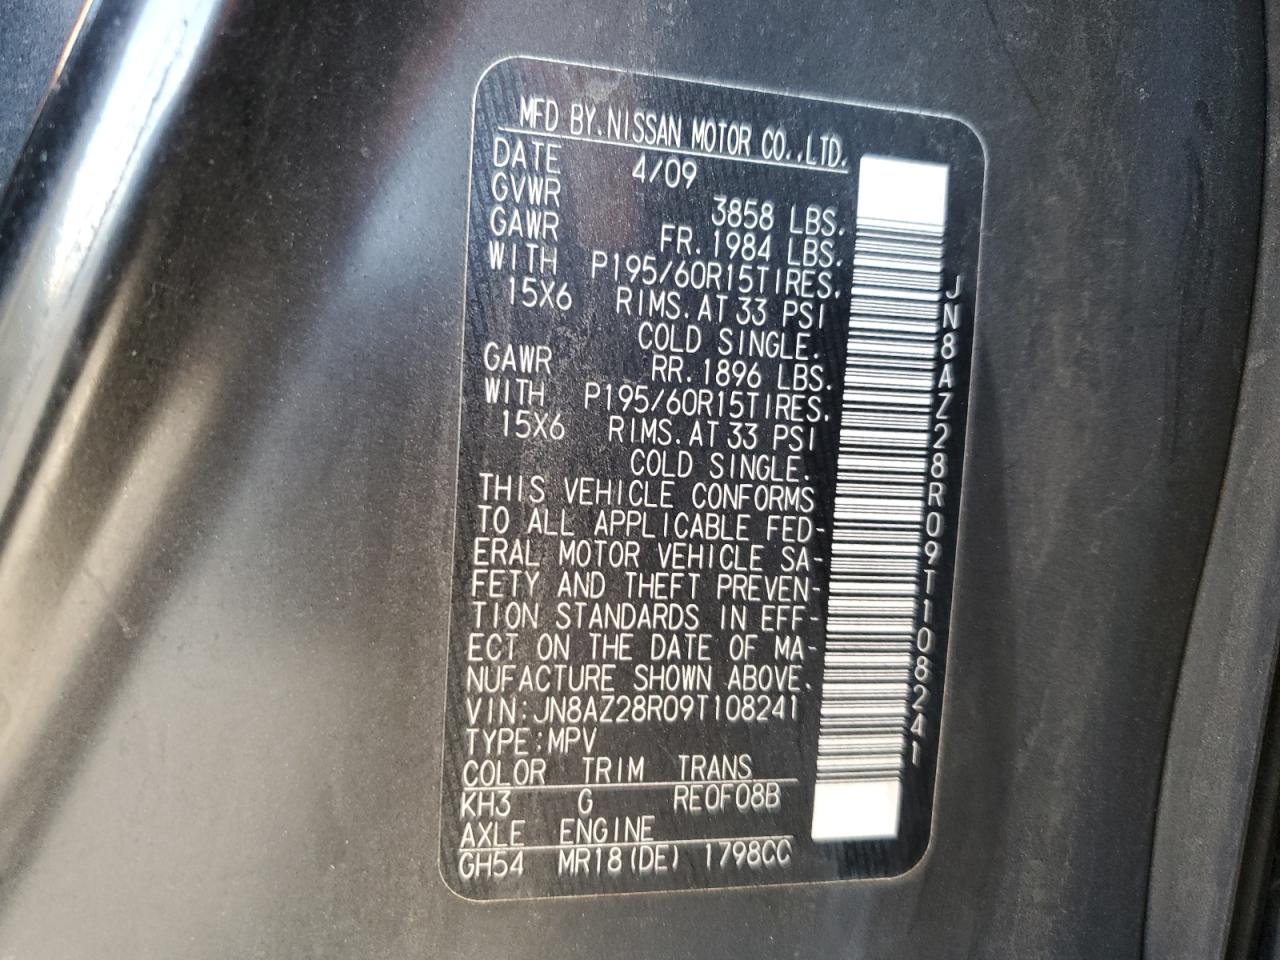 MFD BY.NISSAN MOTOR CO.,LTD.
DATE 4/09
GVWR 3858 LBS.
GAWR FR.1984 LBS.
WITH P195/60R15TIRES.
15X6 RIMS.AT 33 PSI
COLD SINGLE.
GAWR RR.1896 LBS.
WITH P195/60R15TIRES.
15X6 RIMS.AT 33 PSI
COLD SINGLE.
THIS VEHICLE CONFORMS
TO ALL APPLICABLE FED-
ERAL MOTOR VEHICLE SA-
FETY AND THEFT PREVEN-
TION STANDARDS IN EFF-
ECT ON THE DATE OF MA-
NUFACTURE SHOWN ABOVE.
VIN:JN8AZ28R09T108241
TYPE:MPV
COLOR TRIM TRANS
KH3 G RE0F08B
AXLE ENGINE
GH54 MR18(DE) 1798CC
JN8AZ28R09T108241